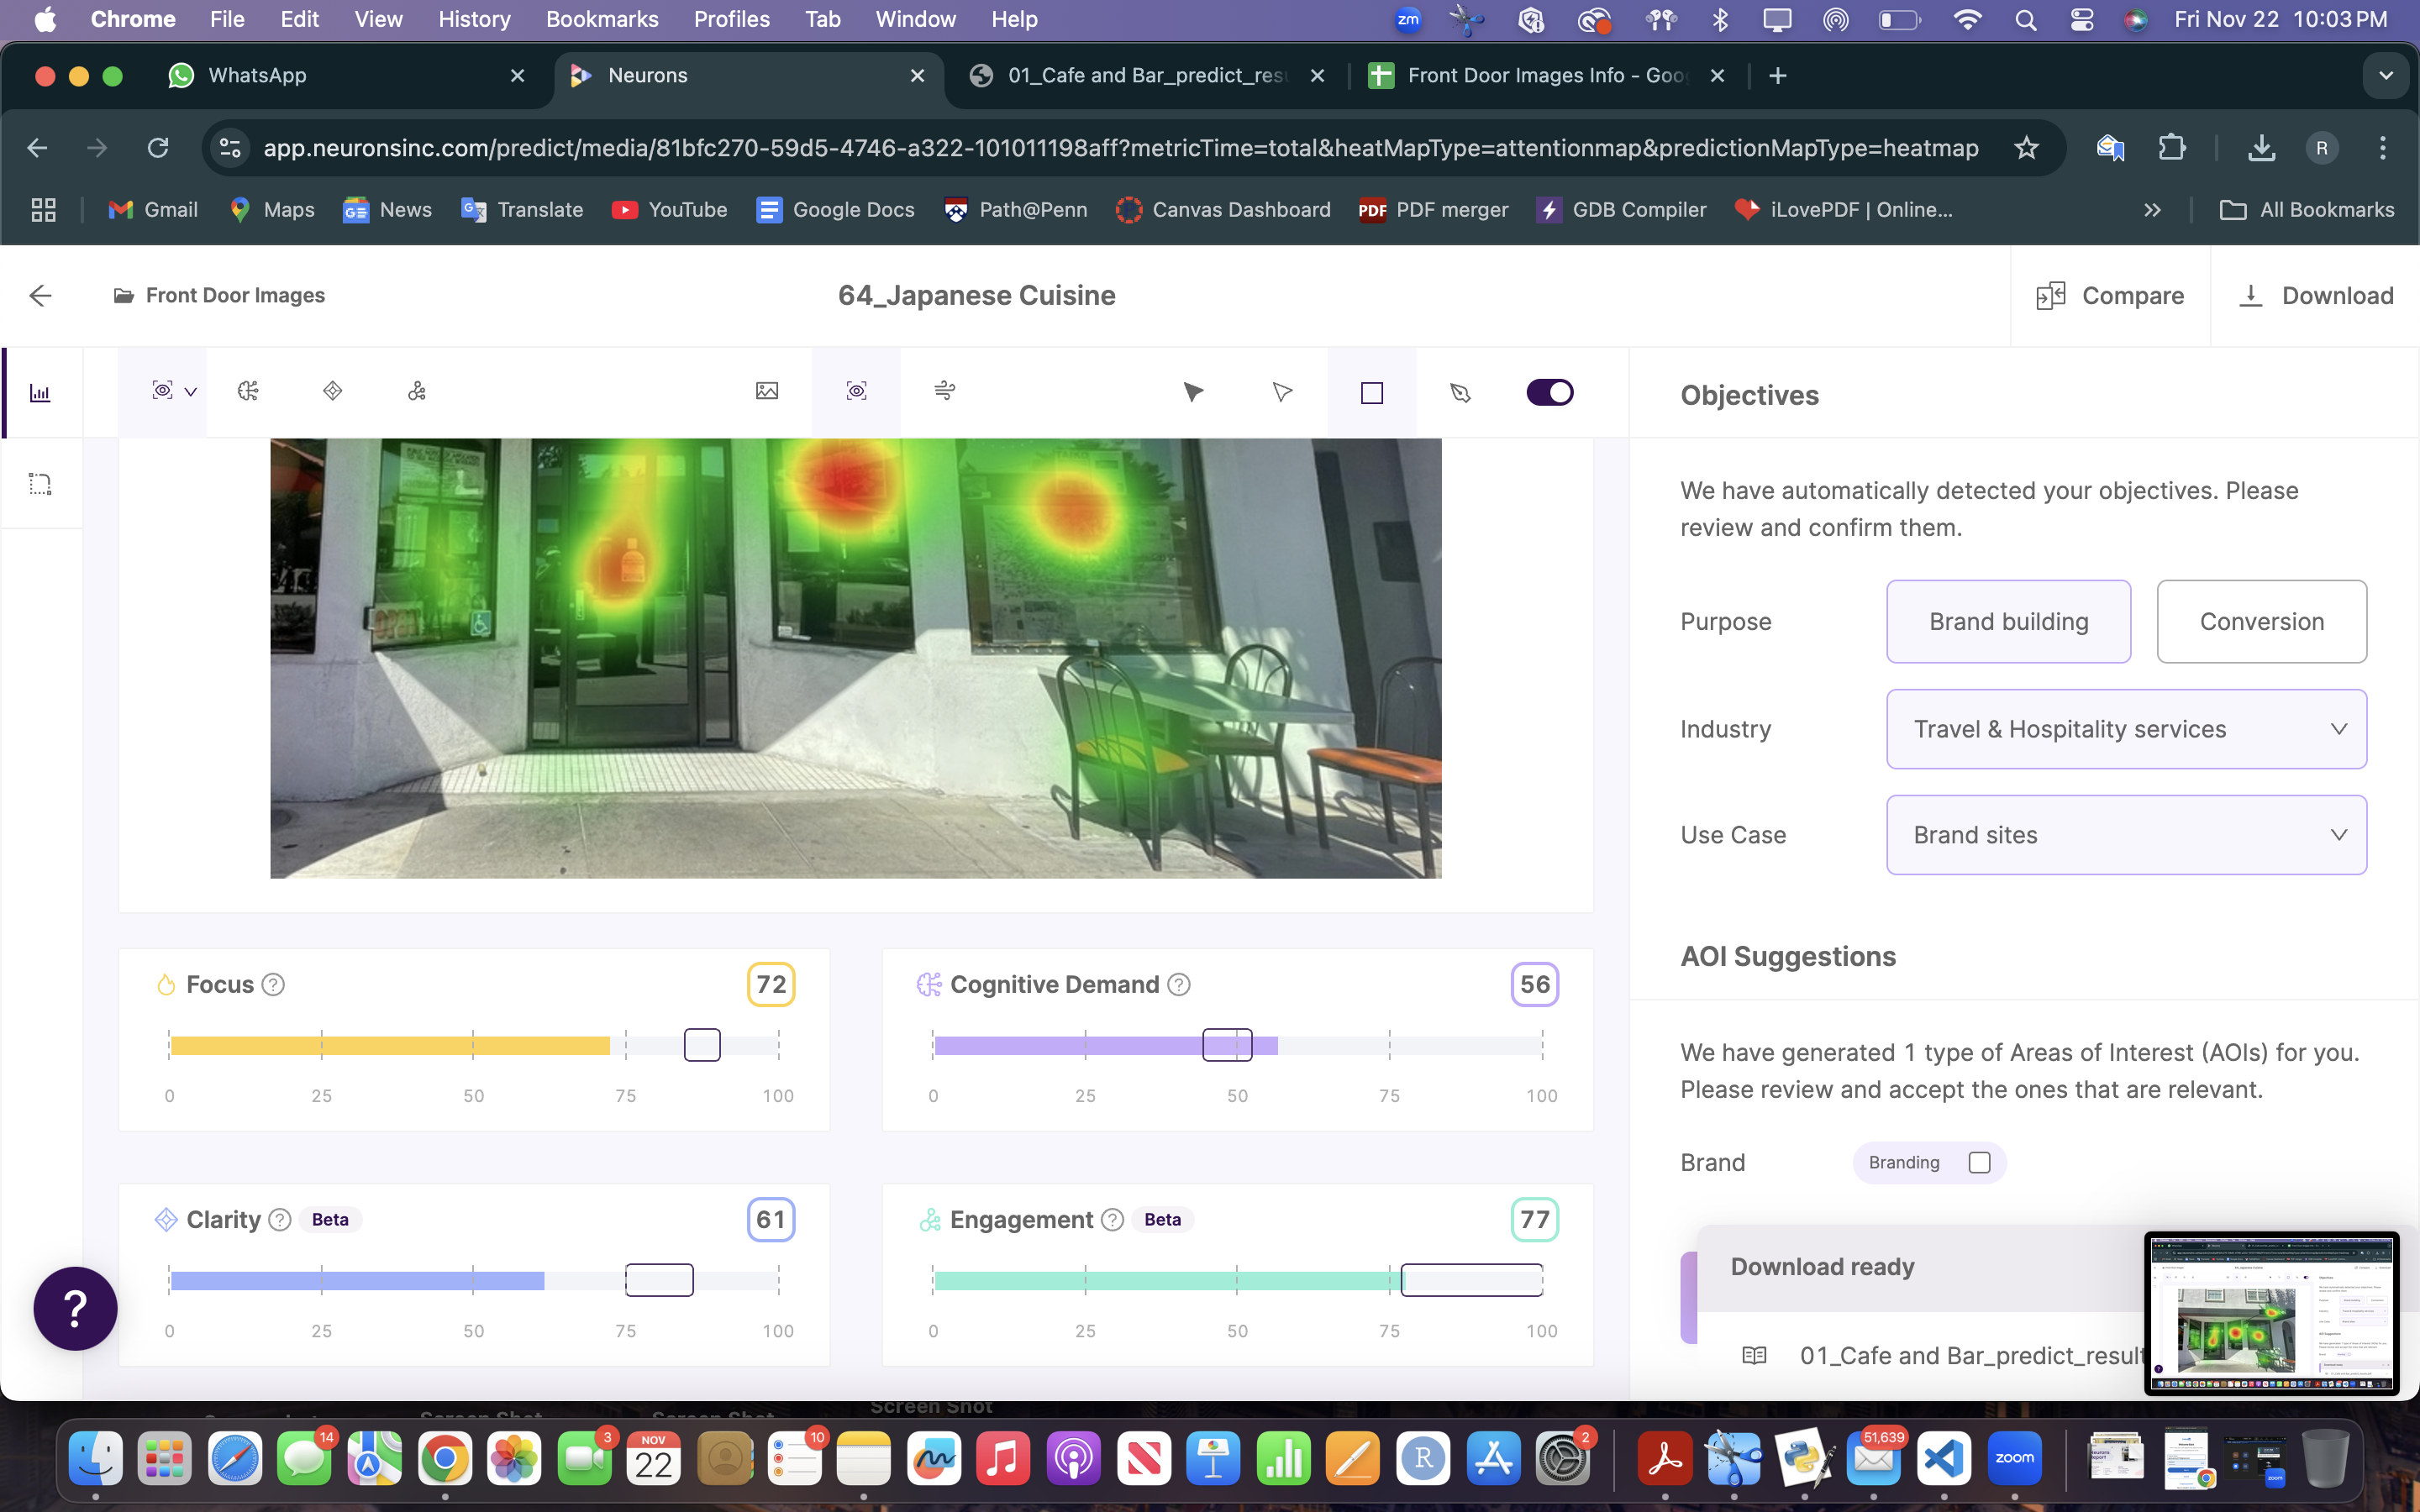 Chrome File Edit View History Bookmarks Profiles Tab Window Help zm Fri Nov 22 10:03 PM
WhatsApp Neurons 01_Cafe and Bar_predict_resu Front Door Images Info - Goo
app.neuronsinc.com/predict/media/81bfc270-59d5-4746-a322-101011198aff?metricTime=total&heatMapType=attentionmap&predictionMapType=heatmap R
Gmail Maps News Translate YouTube Google Docs Path@Penn Canvas Dashboard PDF PDF merger GDB Compiler iLovePDF | Online... All Bookmarks
Front Door Images 64_Japanese Cuisine Compare Download
Objectives
We have automatically detected your objectives. Please
review and confirm them.
Purpose Brand building Conversion
Industry Travel & Hospitality services
Use Case Brand sites
AOI Suggestions
We have generated 1 type of Areas of Interest (AOIs) for you.
Please review and accept the ones that are relevant.
Brand Branding
Focus ? 72
0 25 50 75 100
Cognitive Demand ? 56
0 25 50 75 100
Clarity ? Beta 61
0 25 50 75 100
Engagement ? Beta 77
0 25 50 75 100
?
Download ready
01_Cafe and Bar_predict_result
Screen Shot
14 3 NOV 22 10 2 51,639 zoom